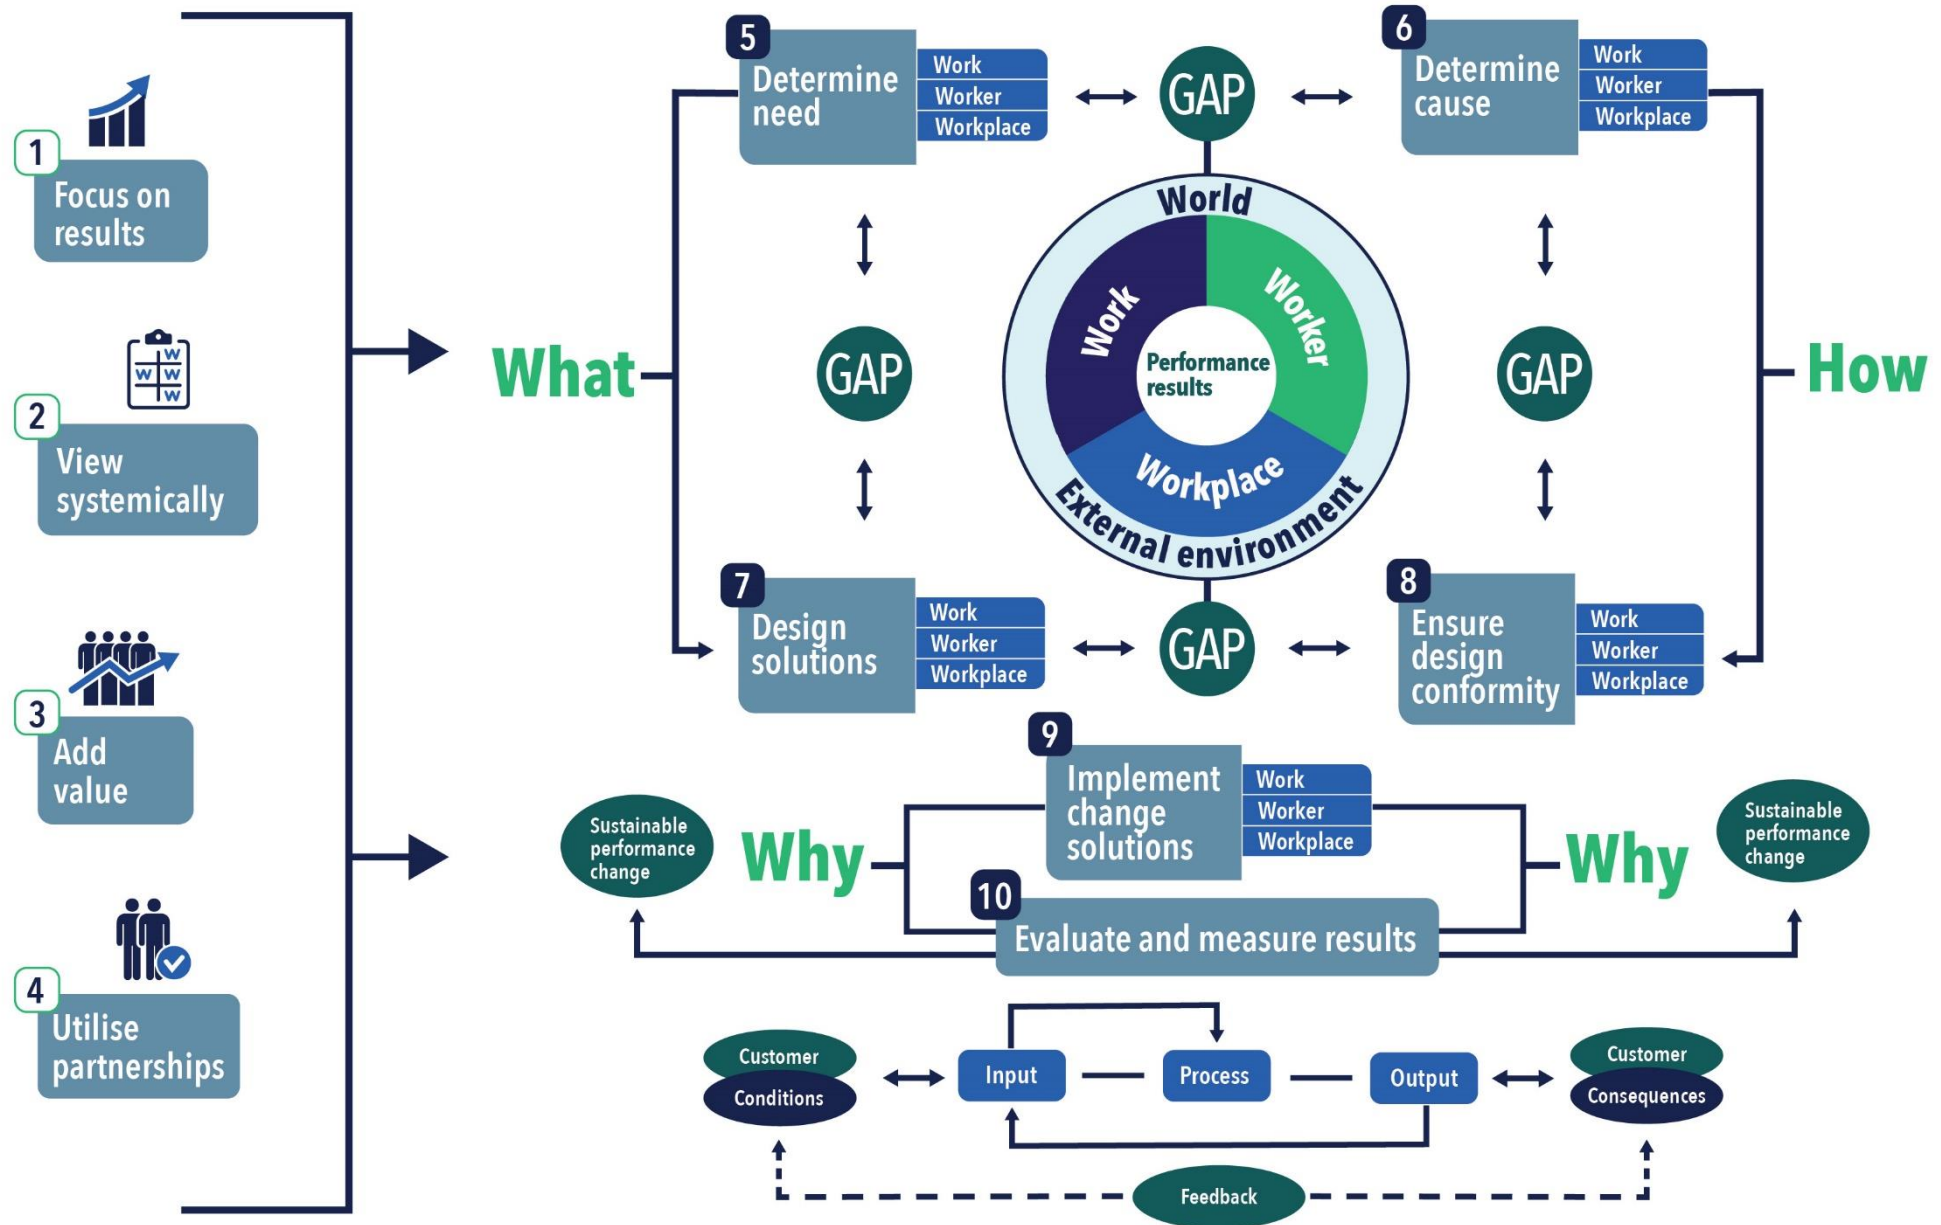 1
Focus on
results
2
W
W W
W
View
systemically
3
Add
value
4
Utilise
partnerships
What
5
Determine
need
Work
Worker
Workplace
GAP
6
Determine
cause
Work
Worker
Workplace
GAP
World
Work
Worker
Performance
results
Workplace
External environment
GAP
How
7
Design
solutions
Work
Worker
Workplace
GAP
8
Ensure
design
conformity
Work
Worker
Workplace
9
Implement
change
solutions
Work
Worker
Workplace
Sustainable
performance
change
Why
Why
Sustainable
performance
change
10
Evaluate and measure results
Customer
Conditions
Input
Process
Output
Customer
Consequences
Feedback